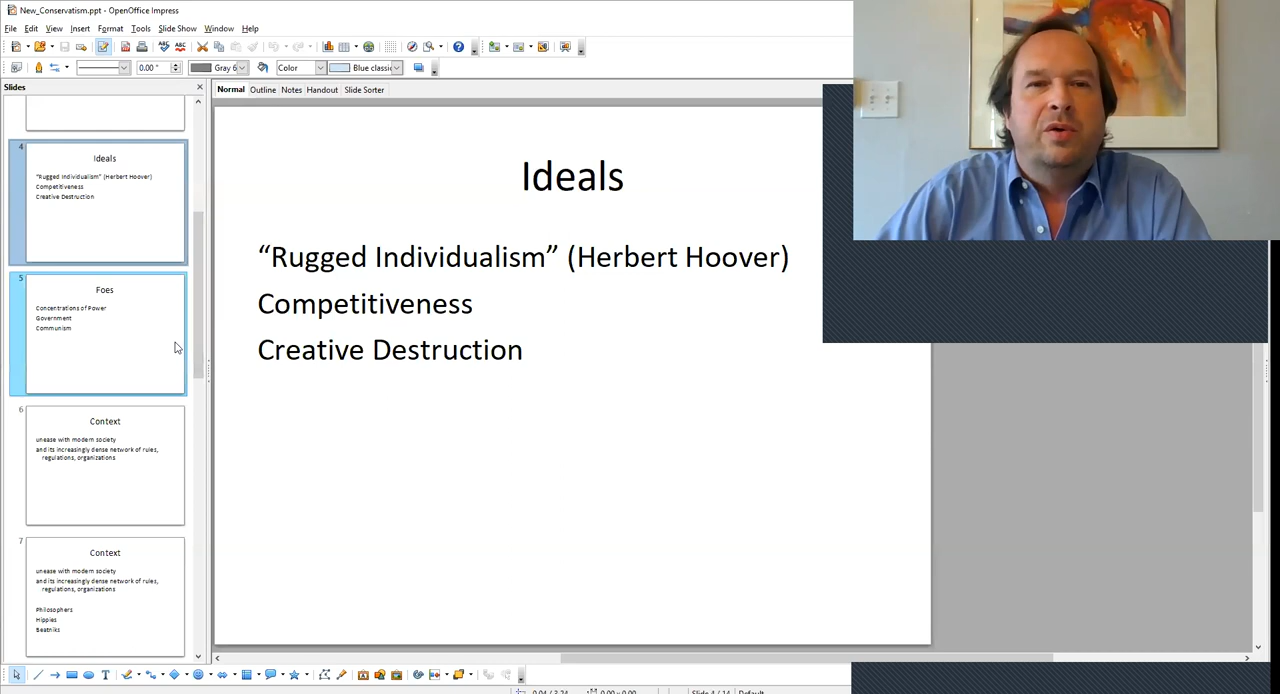 New_Conservatism.ppt - OpenOffice Impress
File Edit View Insert Format Tools Slide Show Window Help
0.00 " Gray 6 Color Blue classic
Slides
Normal Outline Notes Handout Slide Sorter
4
Ideals
“Rugged Individualism” (Herbert Hoover)
Competitiveness
Creative Destruction
5
Foes
Concentrations of Power
Government
Communism
6
Context
unease with modern society
and its increasingly dense network of rules,
regulations, organizations
7
Context
unease with modern society
and its increasingly dense network of rules,
regulations, organizations
Philosophers
Hippies
Beatniks
Ideals
“Rugged Individualism” (Herbert Hoover)
Competitiveness
Creative Destruction